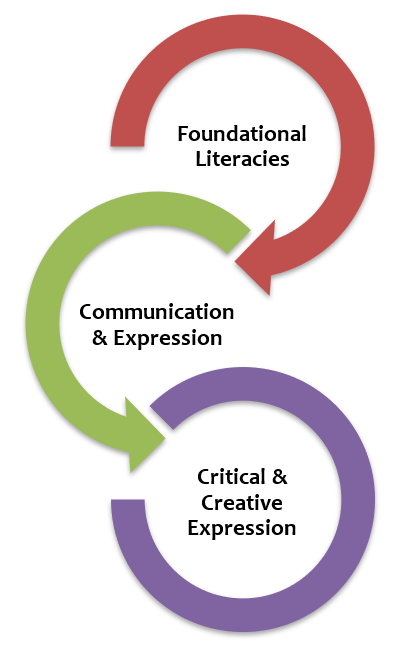 Foundational
Literacies
Communication
& Expression
Critical &
Creative
Expression